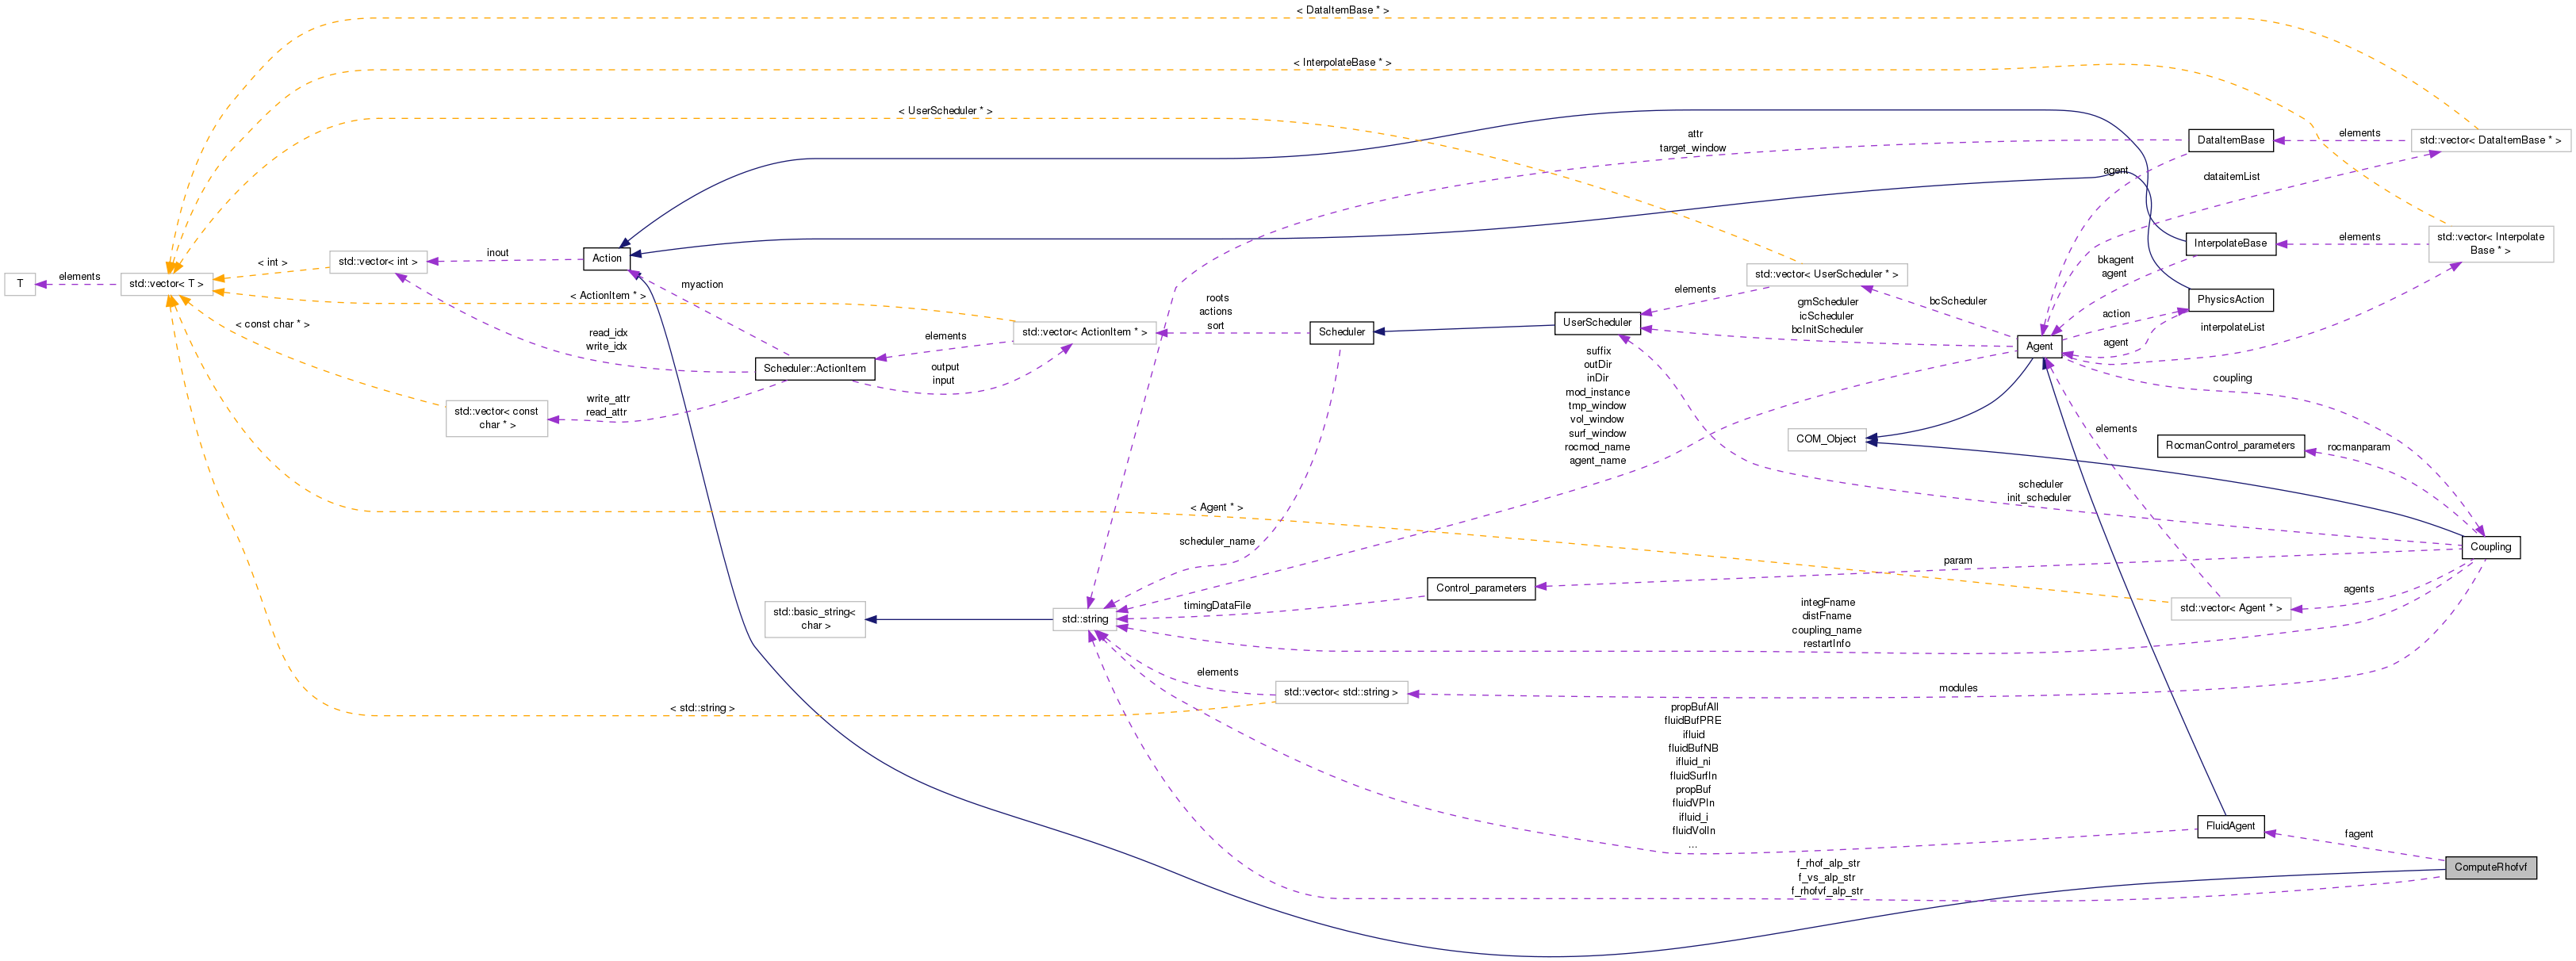 < DataItemBase * >
< InterpolateBase * >
< UserScheduler * >
attr
target_window
DataItemBase
elements
std::vector< DataItemBase * >
agent
dataitemList
InterpolateBase
elements
std::vector< Interpolate
Base * >
T
elements
std::vector< T >
< int >
std::vector< int >
inout
Action
myaction
< ActionItem * >
< const char * >
read_idx
write_idx
std::vector< const
char * >
write_attr
read_attr
Scheduler::ActionItem
elements
output
input
std::vector< ActionItem * >
roots
actions
sort
Scheduler
UserScheduler
elements
std::vector< UserScheduler * >
gmScheduler
icScheduler
bcInitScheduler
bcScheduler
bkagent
agent
action
agent
PhysicsAction
interpolateList
Agent
suffix
outDir
inDir
mod_instance
tmp_window
vol_window
surf_window
rocmod_name
agent_name
COM_Object
coupling
elements
RocmanControl_parameters
rocmanparam
scheduler
init_scheduler
< Agent * >
scheduler_name
Coupling
param
Control_parameters
timingDataFile
std::basic_string<
char >
std::string
integFname
distFname
coupling_name
restartInfo
std::vector< Agent * >
agents
elements
std::vector< std::string >
modules
< std::string >
propBufAll
fluidBufPRE
ifluid
fluidBufNB
ifluid_ni
fluidSurfIn
propBuf
fluidVPIn
ifluid_i
fluidVolIn
...
FluidAgent
fagent
f_rhof_alp_str
f_vs_alp_str
f_rhofvf_alp_str
ComputeRhofvf